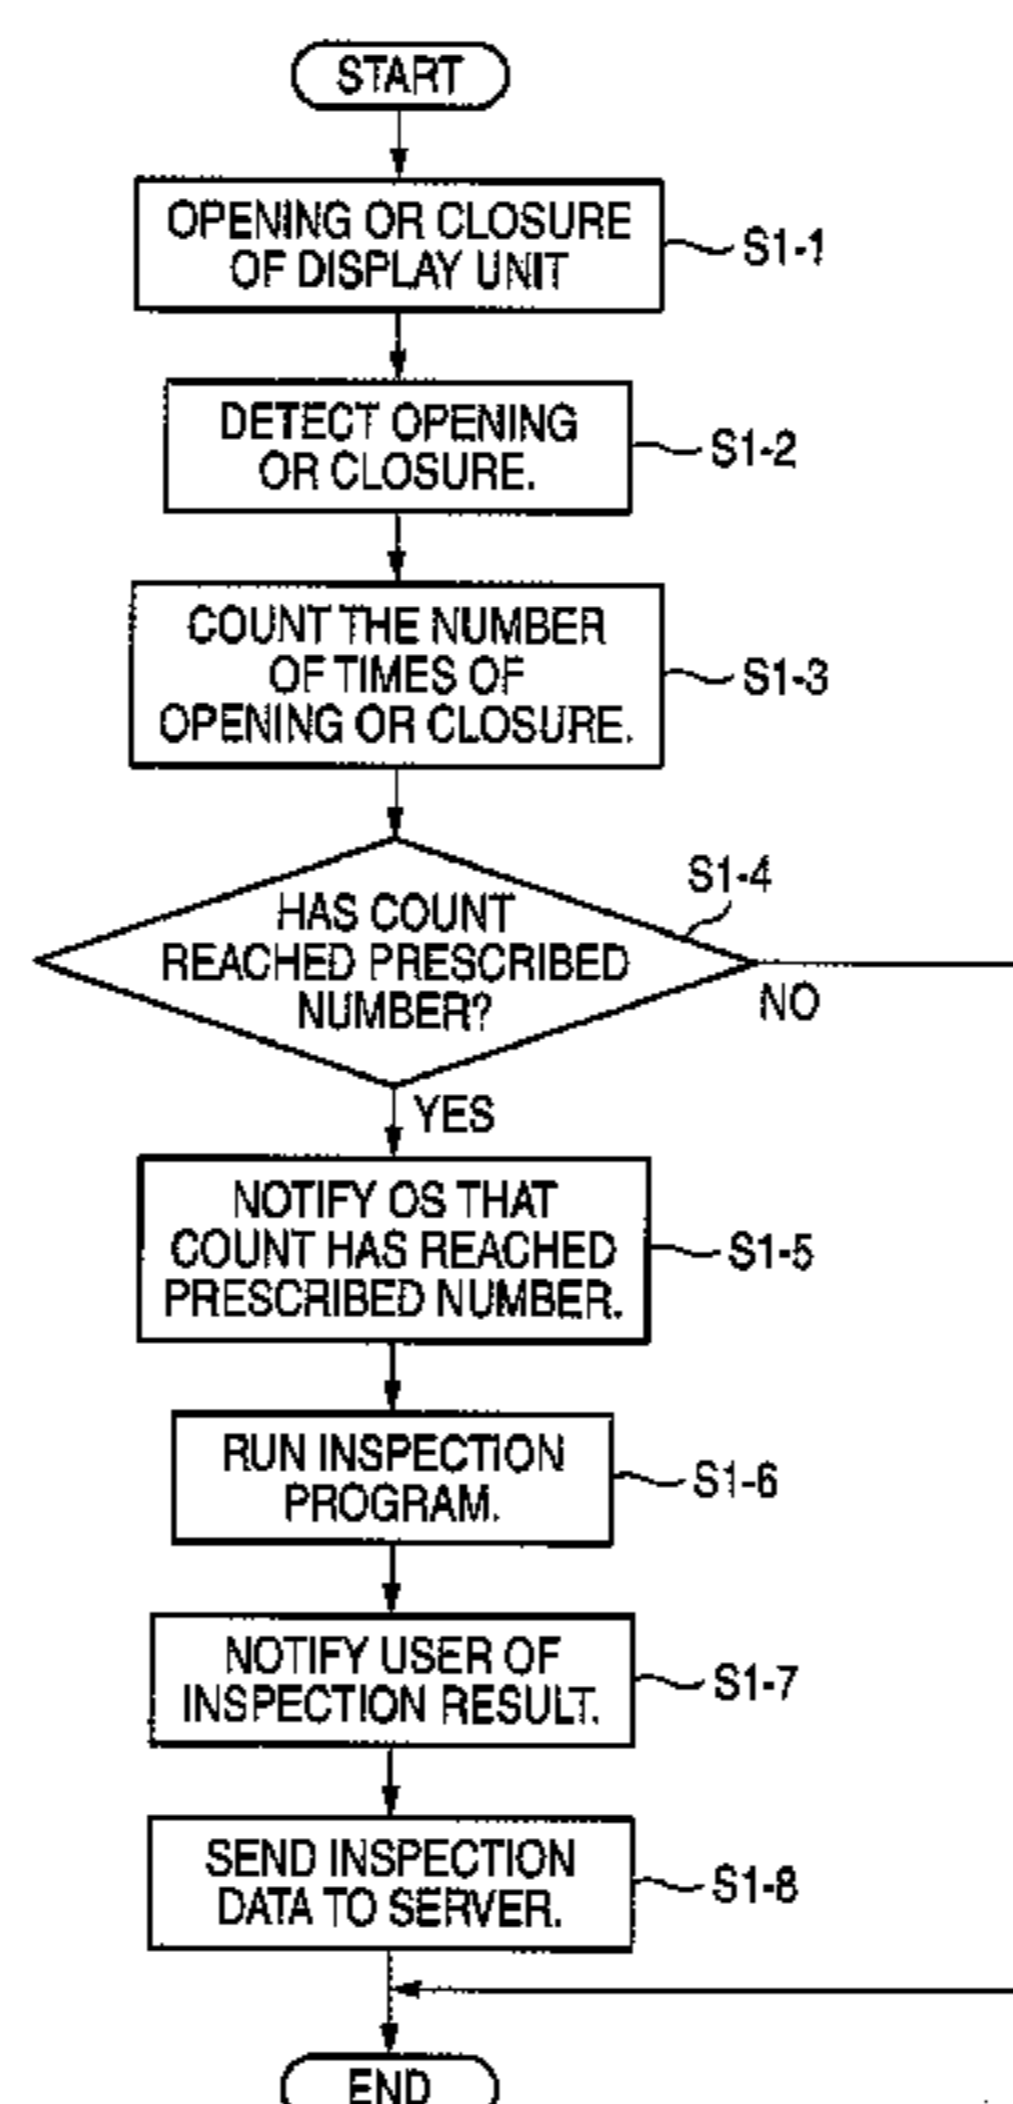 START
OPENING OR CLOSURE
OF DISPLAY UNIT
S1-1
DETECT OPENING
OR CLOSURE.
S1-2
COUNT THE NUMBER
OF TIMES OF
OPENING OR CLOSURE.
S1-3
S1-4
HAS COUNT
REACHED PRESCRIBED
NUMBER?
NO
YES
NOTIFY OS THAT
COUNT HAS REACHED
PRESCRIBED NUMBER.
S1-5
RUN INSPECTION
PROGRAM.
S1-6
NOTIFY USER OF
INSPECTION RESULT.
S1-7
SEND INSPECTION
DATA TO SERVER.
S1-8
END